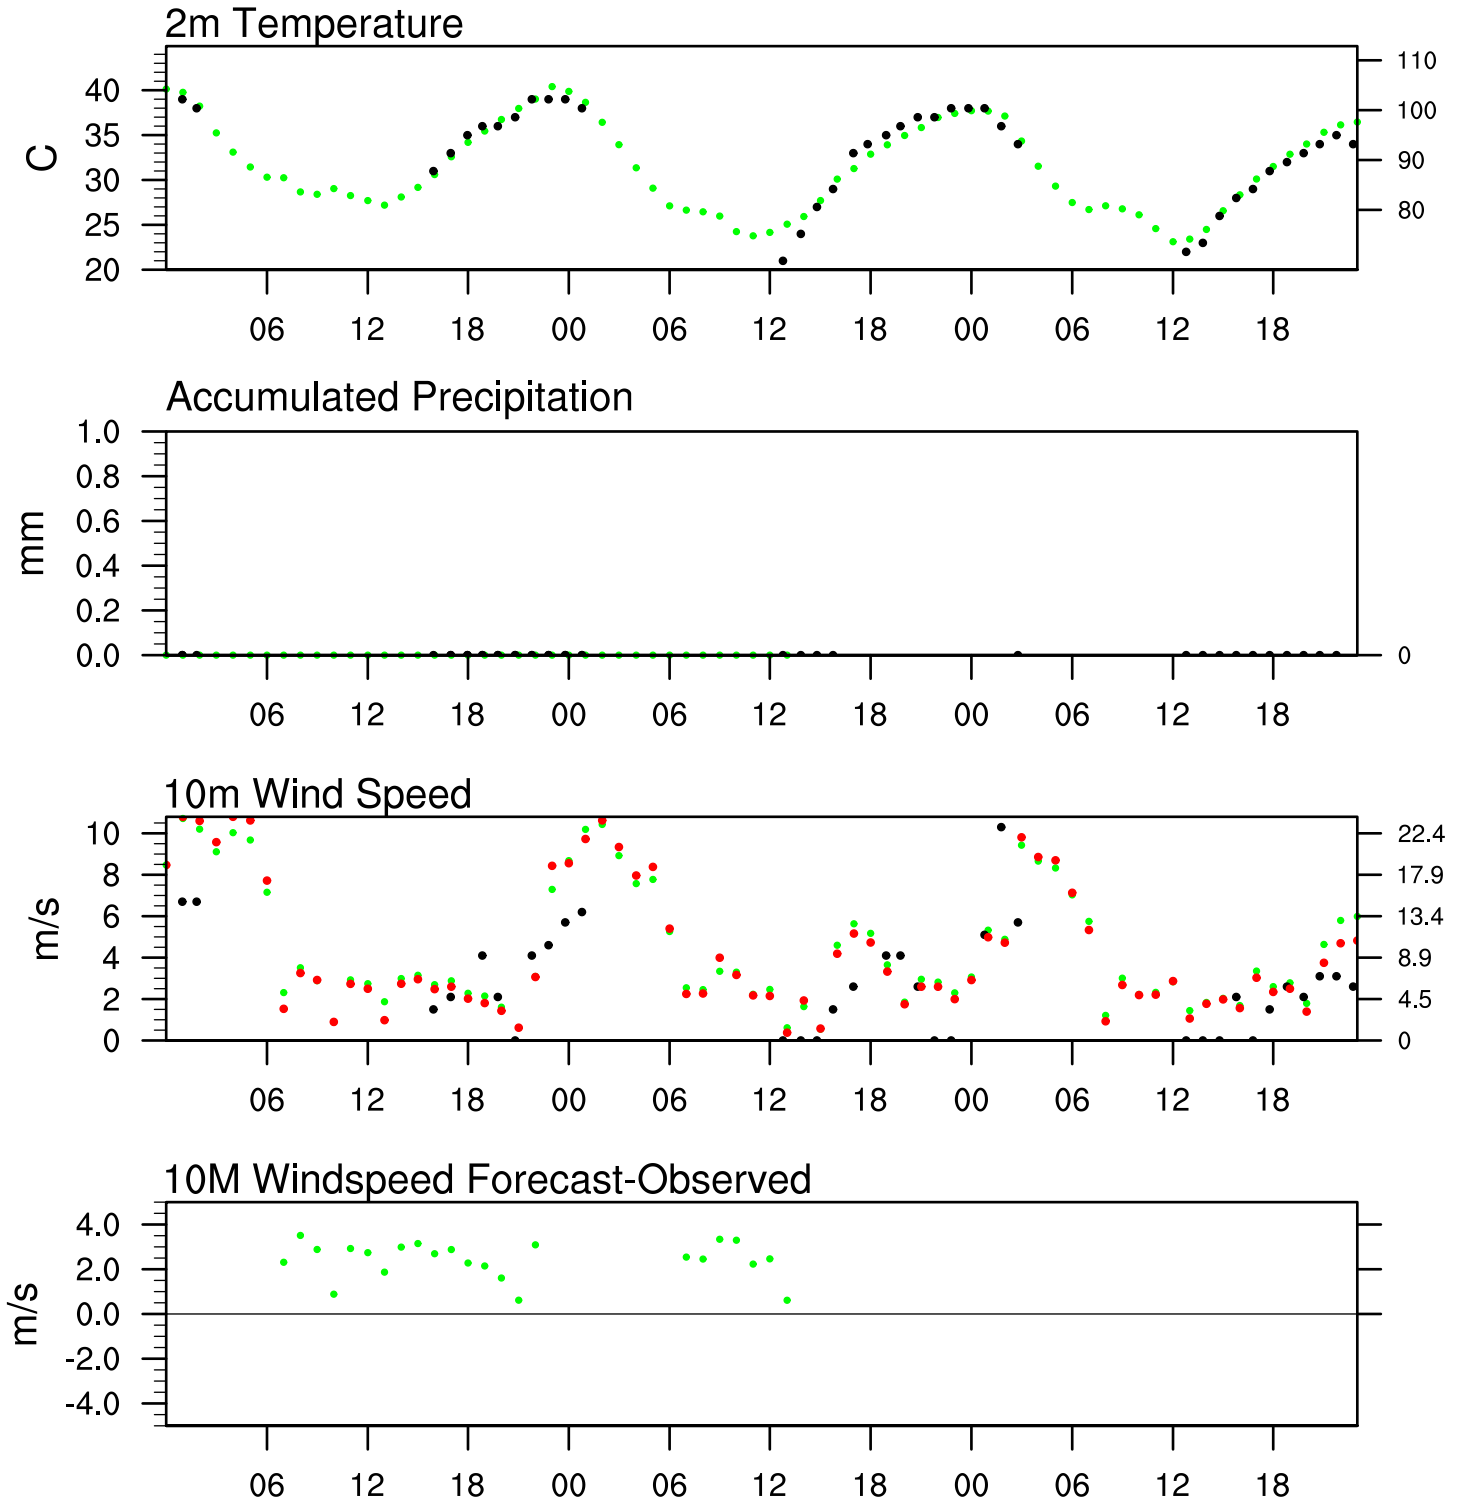 2m Temperature
40 110
35 100
30 90
25 80
20
C
06 12 18 00 06 12 18 00 06 12 18
Accumulated Precipitation
1.0
0.8
0.6
0.4
0.2
0.0 0
mm
06 12 18 00 06 12 18 00 06 12 18
10m Wind Speed
10 22.4
8 17.9
6 13.4
4 8.9
2 4.5
0 0
m/s
06 12 18 00 06 12 18 00 06 12 18
10M Windspeed Forecast-Observed
4.0
2.0
0.0
-2.0
-4.0
m/s
06 12 18 00 06 12 18 00 06 12 18